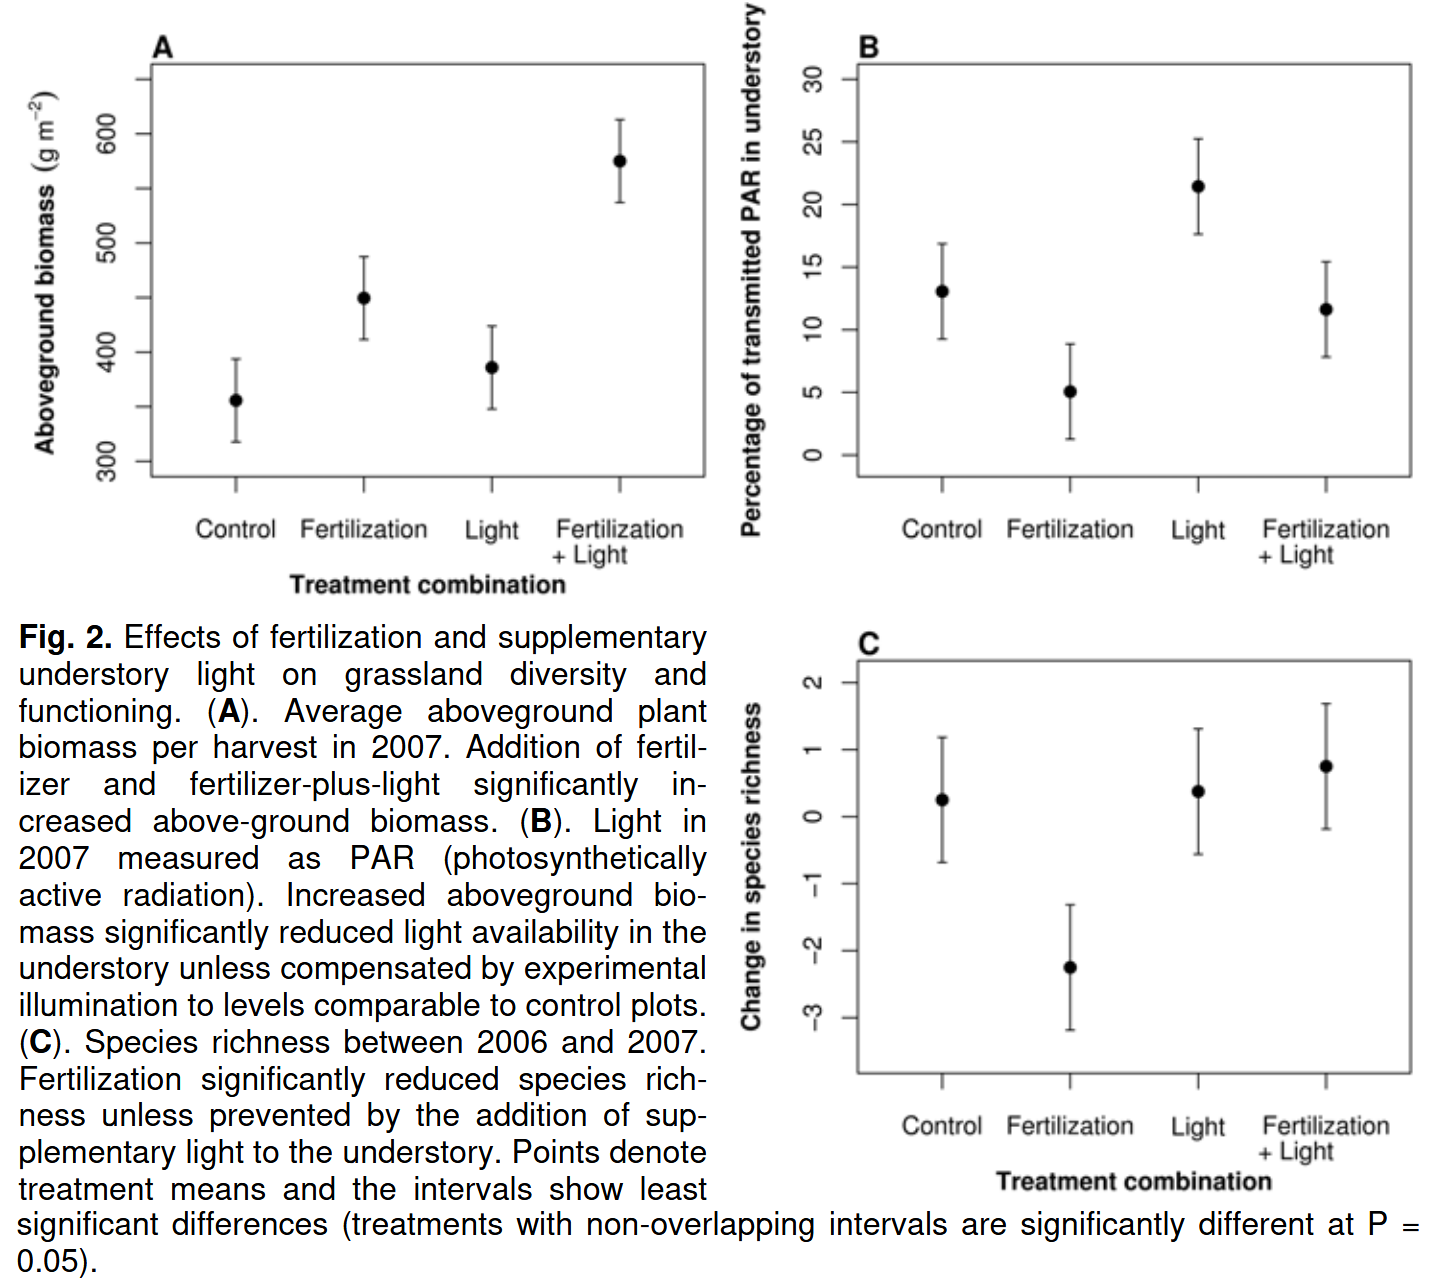 A
Aboveground biomass (g m⁻²)
600
500
400
300
Control Fertilization Light Fertilization
+ Light
Treatment combination
B
Percentage of transmitted PAR in understory
30
25
20
15
10
5
0
Control Fertilization Light Fertilization
+ Light
Fig. 2. Effects of fertilization and supplementary
understory light on grassland diversity and
functioning. (A). Average aboveground plant
biomass per harvest in 2007. Addition of fertil-
izer and fertilizer-plus-light significantly in-
creased above-ground biomass. (B). Light in
2007 measured as PAR (photosynthetically
active radiation). Increased aboveground bio-
mass significantly reduced light availability in the
understory unless compensated by experimental
illumination to levels comparable to control plots.
(C). Species richness between 2006 and 2007.
Fertilization significantly reduced species rich-
ness unless prevented by the addition of sup-
plementary light to the understory. Points denote
treatment means and the intervals show least
significant differences (treatments with non-overlapping intervals are significantly different at P =
0.05).
C
Change in species richness
2
1
0
−1
−2
−3
Control Fertilization Light Fertilization
+ Light
Treatment combination